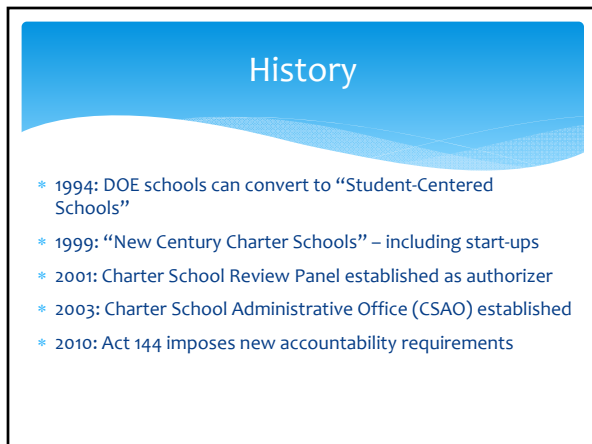 History
* 1994: DOE schools can convert to “Student-Centered
Schools”
* 1999: “New Century Charter Schools” – including start-ups
* 2001: Charter School Review Panel established as authorizer
* 2003: Charter School Administrative Office (CSAO) established
* 2010: Act 144 imposes new accountability requirements